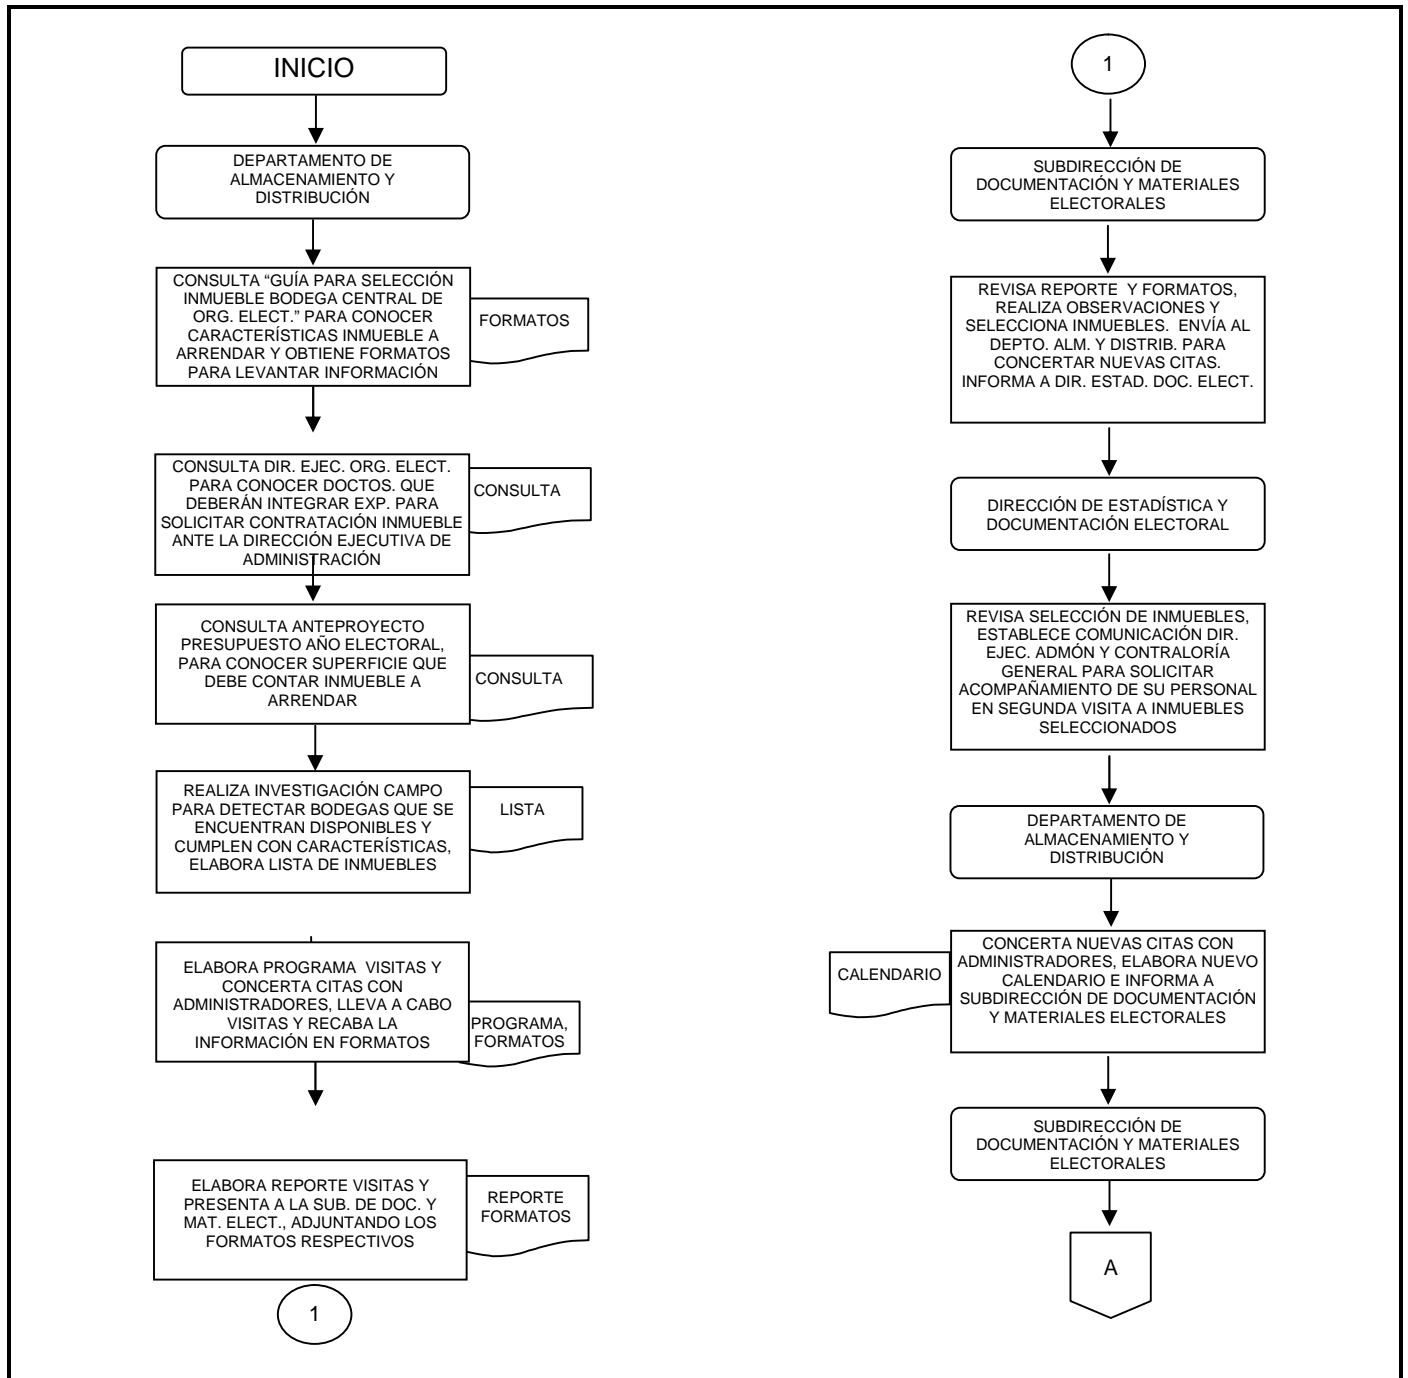 INICIO
DEPARTAMENTO DE
ALMACENAMIENTO Y
DISTRIBUCIÓN
CONSULTA “GUÍA PARA SELECCIÓN
INMUEBLE BODEGA CENTRAL DE
ORG. ELECT.” PARA CONOCER
CARACTERÍSTICAS INMUEBLE A
ARRENDAR Y OBTIENE FORMATOS
PARA LEVANTAR INFORMACIÓN
FORMATOS
CONSULTA DIR. EJEC. ORG. ELECT.
PARA CONOCER DOCTOS. QUE
DEBERÁN INTEGRAR EXP. PARA
SOLICITAR CONTRATACIÓN INMUEBLE
ANTE LA DIRECCIÓN EJECUTIVA DE
ADMINISTRACIÓN
CONSULTA
CONSULTA ANTEPROYECTO
PRESUPUESTO AÑO ELECTORAL,
PARA CONOCER SUPERFICIE QUE
DEBE CONTAR INMUEBLE A
ARRENDAR
CONSULTA
REALIZA INVESTIGACIÓN CAMPO
PARA DETECTAR BODEGAS QUE SE
ENCUENTRAN DISPONIBLES Y
CUMPLEN CON CARACTERÍSTICAS,
ELABORA LISTA DE INMUEBLES
LISTA
ELABORA PROGRAMA  VISITAS Y
CONCERTA CITAS CON
ADMINISTRADORES, LLEVA A CABO
VISITAS Y RECABA LA
INFORMACIÓN EN FORMATOS
PROGRAMA,
FORMATOS
ELABORA REPORTE VISITAS Y
PRESENTA A LA SUB. DE DOC. Y
MAT. ELECT., ADJUNTANDO LOS
FORMATOS RESPECTIVOS
REPORTE
FORMATOS
1
1
SUBDIRECCIÓN DE
DOCUMENTACIÓN Y MATERIALES
ELECTORALES
REVISA REPORTE  Y FORMATOS,
REALIZA OBSERVACIONES Y
SELECCIONA INMUEBLES.  ENVÍA AL
DEPTO. ALM. Y DISTRIB. PARA
CONCERTAR NUEVAS CITAS.
INFORMA A DIR. ESTAD. DOC. ELECT.
DIRECCIÓN DE ESTADÍSTICA Y
DOCUMENTACIÓN ELECTORAL
REVISA SELECCIÓN DE INMUEBLES,
ESTABLECE COMUNICACIÓN DIR.
EJEC. ADMÓN Y CONTRALORÍA
GENERAL PARA SOLICITAR
ACOMPAÑAMIENTO DE SU PERSONAL
EN SEGUNDA VISITA A INMUEBLES
SELECCIONADOS
DEPARTAMENTO DE
ALMACENAMIENTO Y
DISTRIBUCIÓN
CONCERTA NUEVAS CITAS CON
ADMINISTRADORES, ELABORA NUEVO
CALENDARIO E INFORMA A
SUBDIRECCIÓN DE DOCUMENTACIÓN
Y MATERIALES ELECTORALES
CALENDARIO
SUBDIRECCIÓN DE
DOCUMENTACIÓN Y MATERIALES
ELECTORALES
A